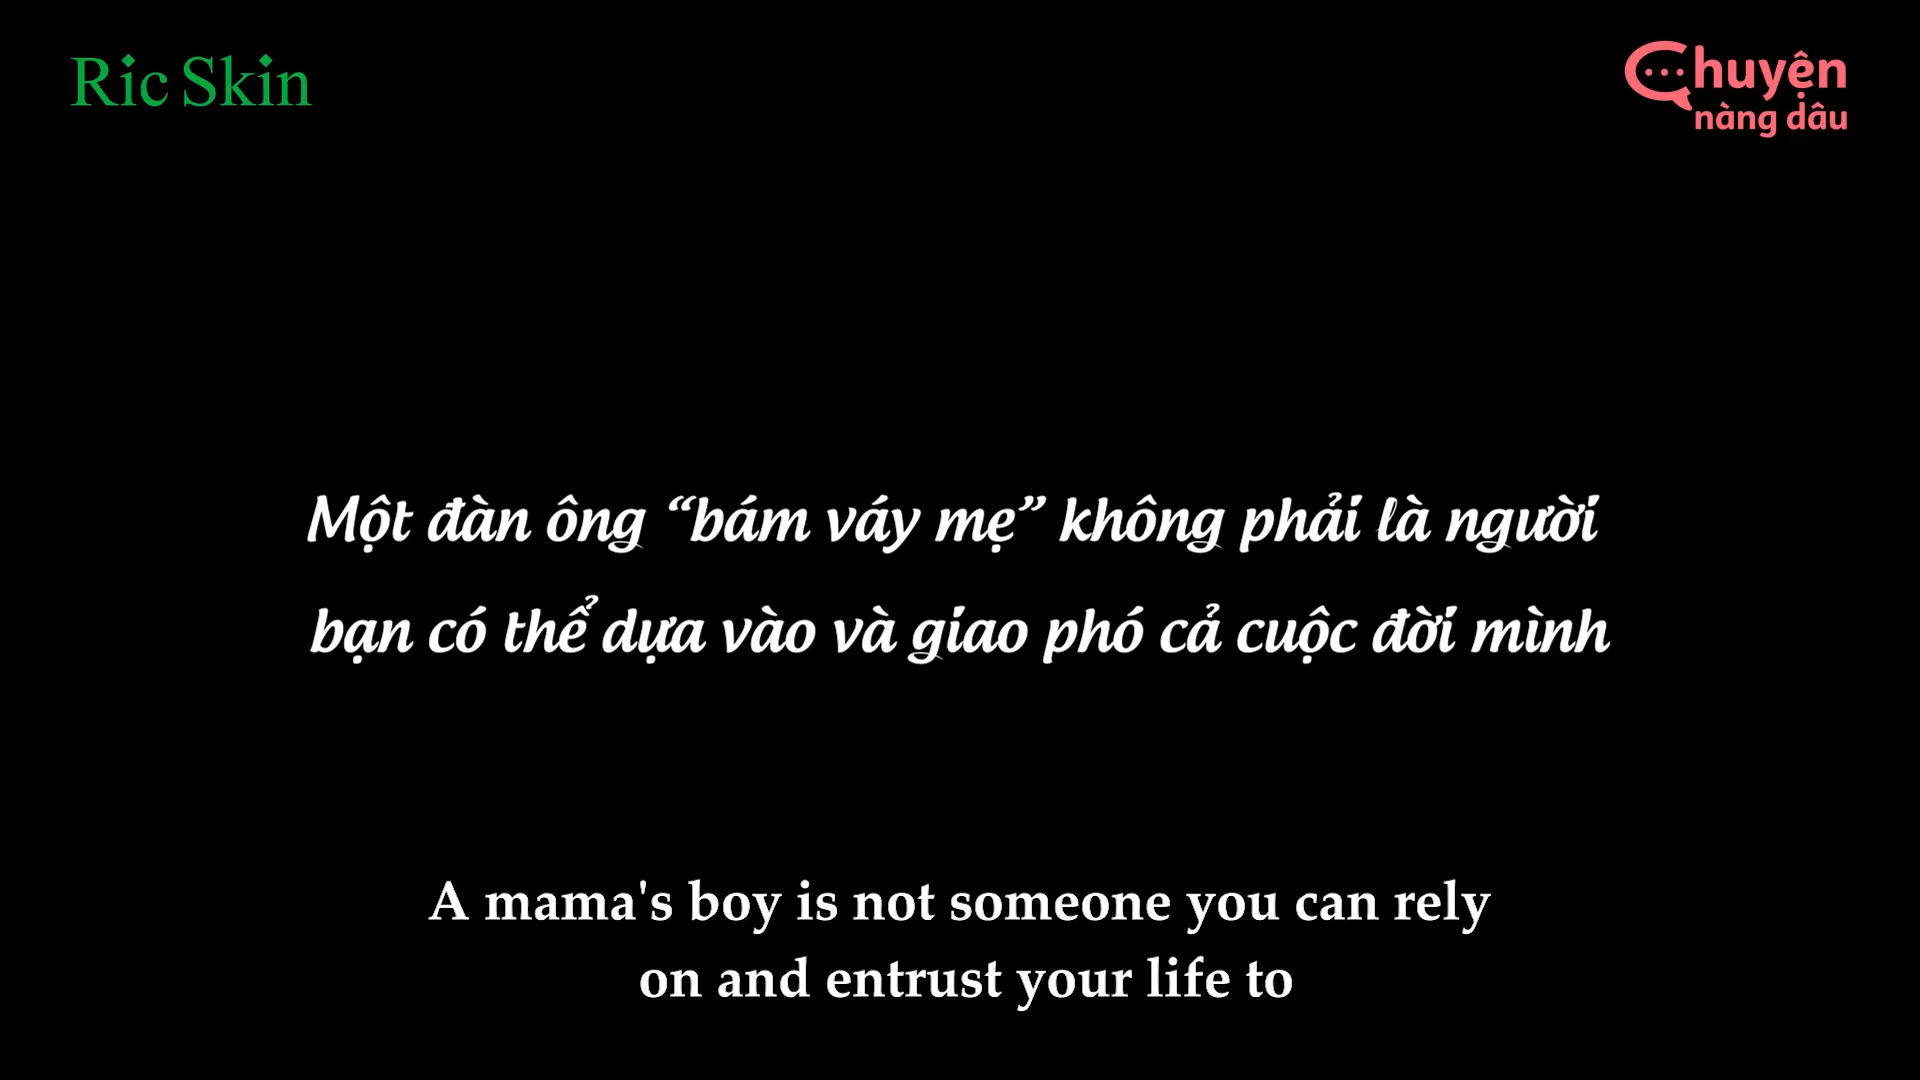 Ric Skin
Chuyện
nàng dâu
Một đàn ông “bám váy mẹ” không phải là người
bạn có thể dựa vào và giao phó cả cuộc đời mình
A mama's boy is not someone you can rely
on and entrust your life to